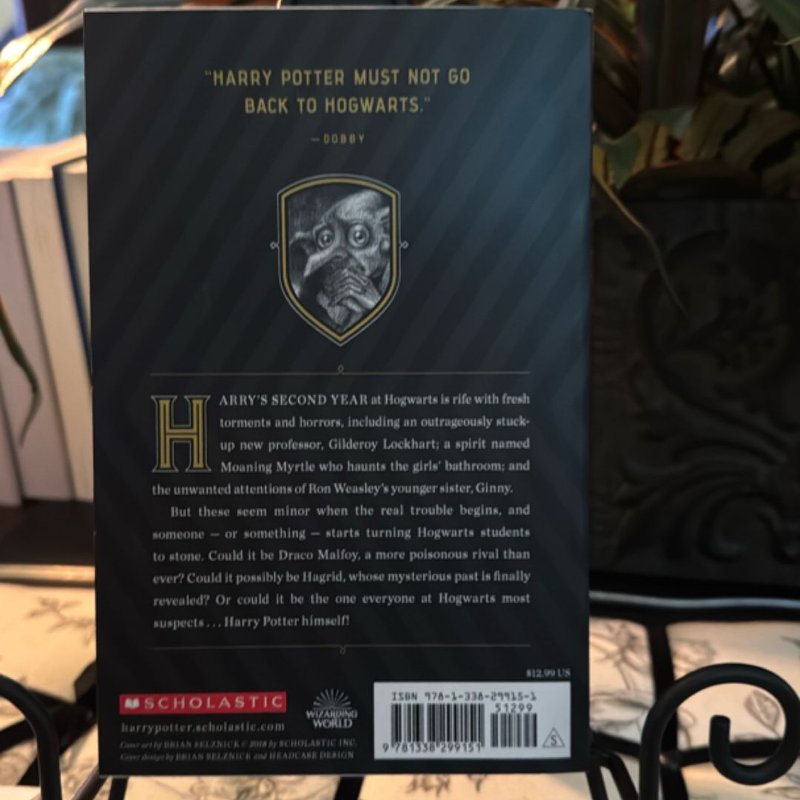 "HARRY POTTER MUST NOT GO
BACK TO HOGWARTS."
—DOBBY
HARRY'S SECOND YEAR at Hogwarts is rife with fresh
torments and horrors, including an outrageously stuck-
up new professor, Gilderoy Lockhart; a spirit named
Moaning Myrtle who haunts the girls' bathroom; and
the unwanted attentions of Ron Weasley's younger sister, Ginny.
But these seem minor when the real trouble begins, and
someone — or something — starts turning Hogwarts students
to stone. Could it be Draco Malfoy, a more poisonous rival than
ever? Could it possibly be Hagrid, whose mysterious past is finally
revealed? Or could it be the one everyone at Hogwarts most
suspects . . . Harry Potter himself!
$12.99 US
SCHOLASTIC
harrypotter.scholastic.com
Cover art by BRIAN SELZNICK © 2018 by SCHOLASTIC INC.
Cover design by BRIAN SELZNICK and HEADCASE DESIGN
WIZARDING
WORLD
ISBN 978-1-338-29915-1
51299
9 781338 299151
S